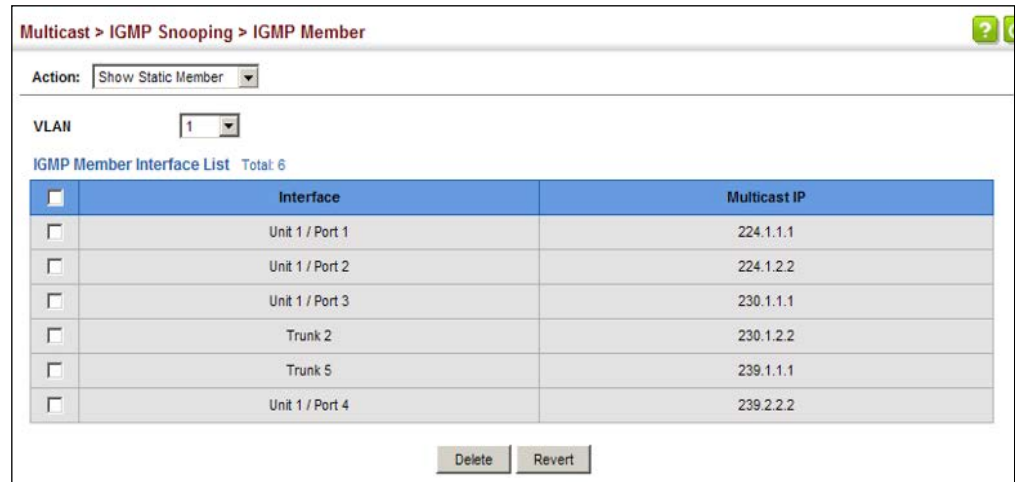 Multicast > IGMP Snooping > IGMP Member
?
Action: Show Static Member
VLAN 1
IGMP Member Interface List Total: 6
Interface Multicast IP
Unit 1 / Port 1 224.1.1.1
Unit 1 / Port 2 224.1.2.2
Unit 1 / Port 3 230.1.1.1
Trunk 2 230.1.2.2
Trunk 5 239.1.1.1
Unit 1 / Port 4 239.2.2.2
Delete Revert